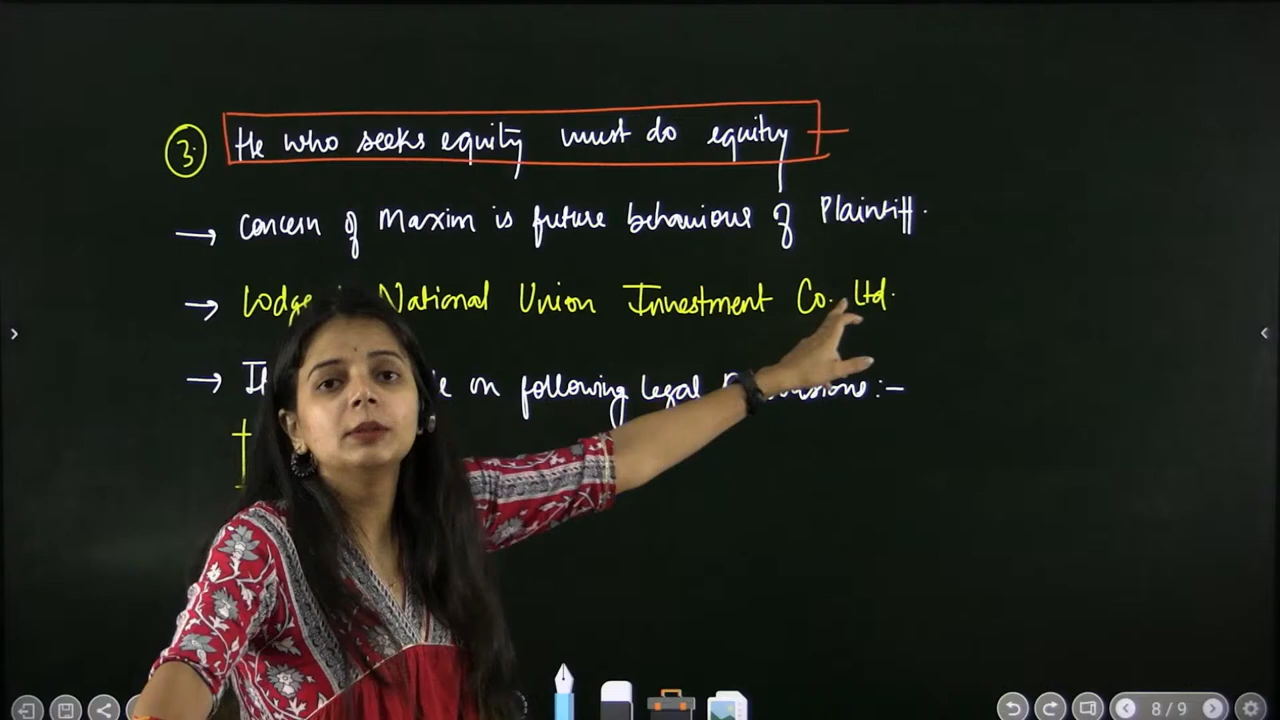 3.
He who seeks equity must do equity
→ Concern of Maxim is future behaviour of Plaintiff.
→ Lodge National Union Investment Co. Ltd.
→ on following legal :-
8/9